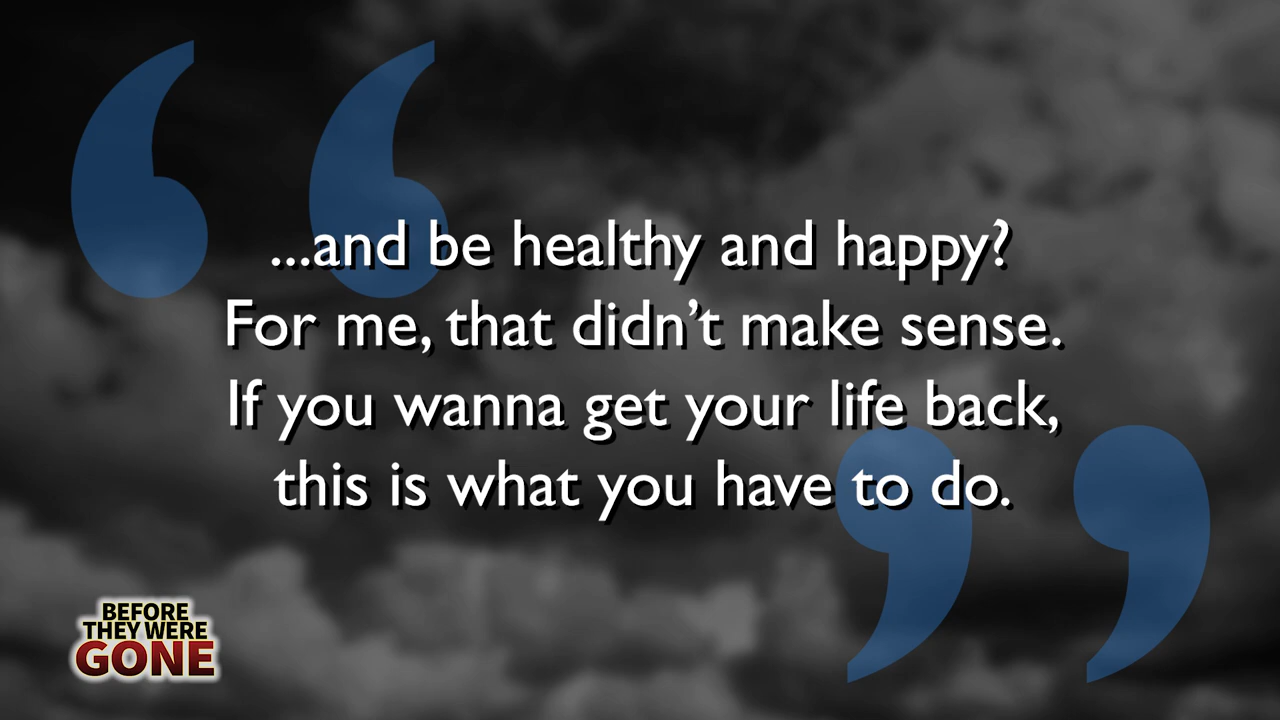 ...and be healthy and happy?
For me, that didn’t make sense.
If you wanna get your life back,
this is what you have to do.
BEFORE
THEY WERE
GONE